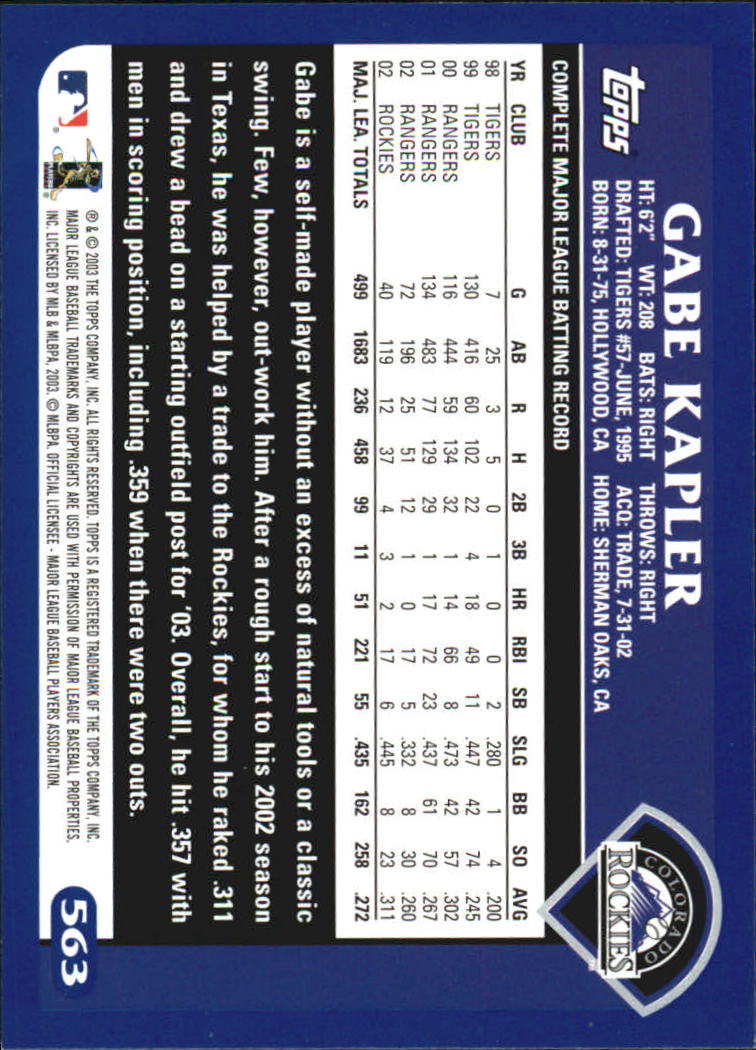 topps
GABE KAPLER
HT: 6'2" WT: 208 BATS: RIGHT THROWS: RIGHT
DRAFTED: TIGERS #57-JUNE, 1995 ACQ: TRADE, 7-31-02
BORN: 8-31-75, HOLLYWOOD, CA HOME: SHERMAN OAKS, CA
COLORADO
ROCKIES
COMPLETE MAJOR LEAGUE BATTING RECORD
YR CLUB G AB R H 2B 3B HR RBI SB SLG BB SO AVG
98 TIGERS 7 25 3 5 0 1 0 0 2 .280 1 4 .200
99 TIGERS 130 416 60 102 22 4 18 49 11 .447 42 74 .245
00 RANGERS 116 444 59 134 32 1 14 66 8 .473 42 57 .302
01 RANGERS 134 483 77 129 29 1 17 72 23 .437 61 70 .267
02 RANGERS 72 196 25 51 12 1 0 17 5 .332 8 30 .260
02 ROCKIES 40 119 12 37 4 3 2 17 6 .445 8 23 .311
MAJ. LEA. TOTALS 499 1683 236 458 99 11 51 221 55 .435 162 258 .272
Gabe is a self-made player without an excess of natural tools or a classic
swing. Few, however, out-work him. After a rough start to his 2002 season
in Texas, he was helped by a trade to the Rockies, for whom he raked .311
and drew a bead on a starting outfield post for '03. Overall, he hit .357 with
men in scoring position, including .359 when there were two outs.
® & © 2003 THE TOPPS COMPANY, INC. ALL RIGHTS RESERVED. TOPPS IS A REGISTERED TRADEMARK OF THE TOPPS COMPANY, INC.
MAJOR LEAGUE BASEBALL TRADEMARKS AND COPYRIGHTS ARE USED WITH PERMISSION OF MAJOR LEAGUE BASEBALL PROPERTIES,
INC. LICENSED BY MLB & MLBPA, 2003. © MLBPA. OFFICIAL LICENSEE - MAJOR LEAGUE BASEBALL PLAYERS ASSOCIATION.
563